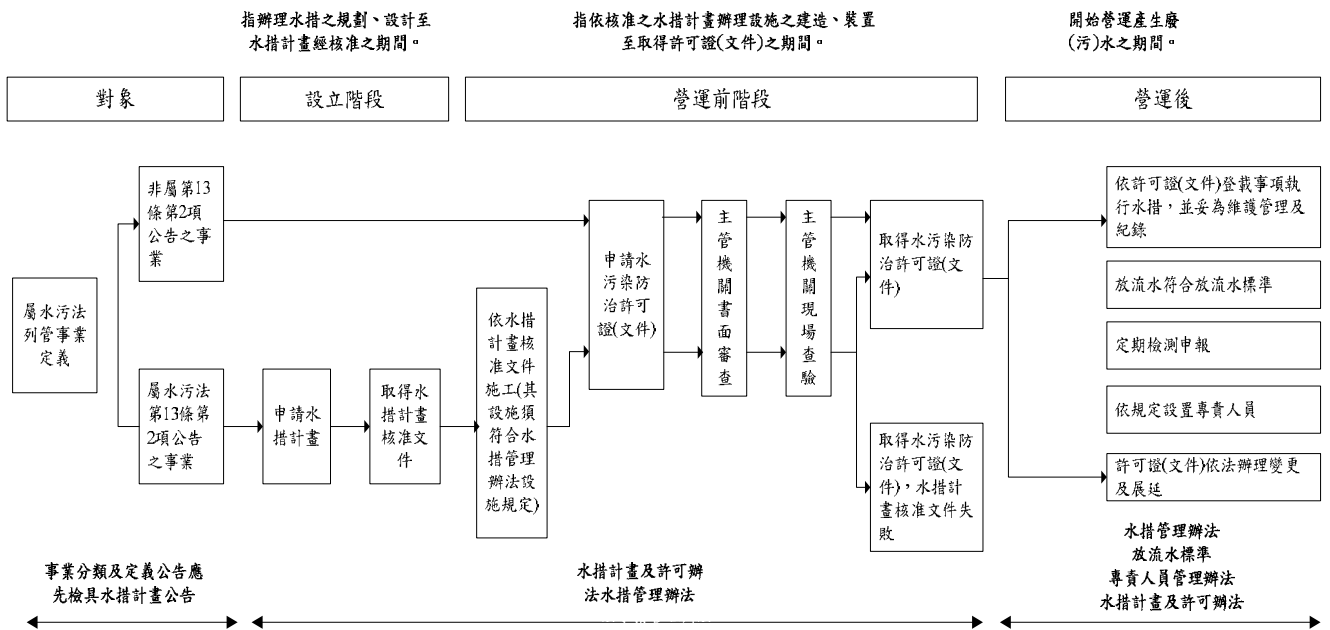 指辦理水措之規劃、設計至
水措計畫經核准之期間。
指依核准之水措計畫辦理設施之建造、裝置
至取得許可證(文件)之期間。
開始營運產生廢
(污)水之期間。
對象
設立階段
營運前階段
營運後
非屬第13
條第2項
公告之事
業
屬水污法
列管事業
定義
屬水污法
第13條第
2項公告
之事業
申請水
措計畫
取得水
措計畫
核准文
件
依水措
計畫核
准文件
施工(其
設施須
符合水
措管理
辦法設
施規定)
申請水
污染防
治許可
證(文件)
主
管
機
關
書
面
審
查
主
管
機
關
現
場
查
驗
取得水污染防
治許可證(文
件)
取得水污染防
治許可證(文
件)，水措計
畫核准文件失
敗
依許可證(文件)登載事項執
行水措，並妥為維護管理及
紀錄
放流水符合放流水標準
定期檢測申報
依規定設置專責人員
許可證(文件)依法辦理變更
及展延
事業分類及定義公告應
先檢具水措計畫公告
水措計畫及許可辦
法水措管理辦法
水措管理辦法
放流水標準
專責人員管理辦法
水措計畫及許可辦法